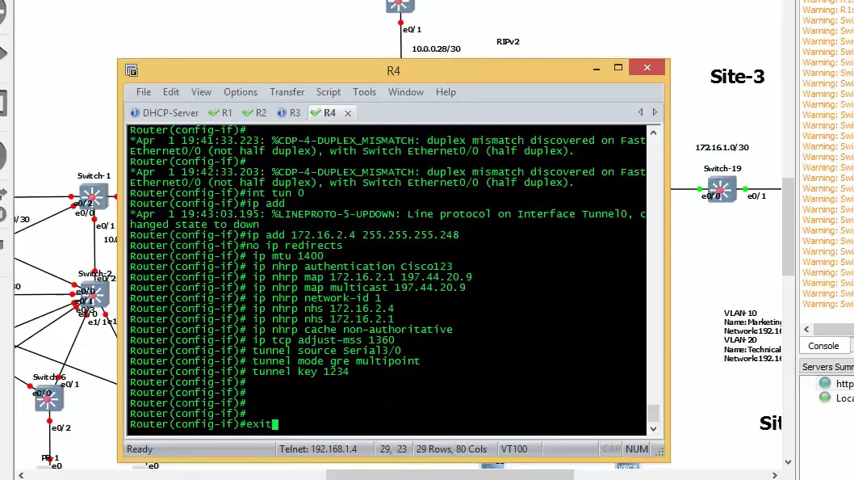 e0/1
10.0.0.28/30
RIPv2
Site-3
172.16.1.0/30
Switch-19
e0/0
e0/1
Switch-1
e0/2
e0/0
e0/1
/30
10.0
Switch-2
e0/0
e1/1
e0/0
e0/2
e0
e0
R4
File Edit View Options Transfer Script Tools Window Help
DHCP-Server R1 R2 R3 R4
Router(config-if)#
*Apr  1 19:41:33.223: %CDP-4-DUPLEX_MISMATCH: duplex mismatch discovered on Fast
Ethernet0/0 (not half duplex), with Switch Ethernet0/0 (half duplex).
Router(config-if)#
*Apr  1 19:42:33.203: %CDP-4-DUPLEX_MISMATCH: duplex mismatch discovered on Fast
Ethernet0/0 (not half duplex), with Switch Ethernet0/0 (half duplex).
Router(config-if)#int tun 0
Router(config-if)#ip add
*Apr  1 19:43:03.195: %LINEPROTO-5-UPDOWN: Line protocol on Interface Tunnel0, c
hanged state to down
Router(config-if)#ip add 172.16.2.4 255.255.255.248
Router(config-if)#no ip redirects
Router(config-if)# ip mtu 1400
Router(config-if)# ip nhrp authentication Cisco123
Router(config-if)# ip nhrp map 172.16.2.1 197.44.20.9
Router(config-if)# ip nhrp map multicast 197.44.20.9
Router(config-if)# ip nhrp network-id 1
Router(config-if)# ip nhrp nhs 172.16.2.4
Router(config-if)# ip nhrp nhs 172.16.2.1
Router(config-if)# ip nhrp cache non-authoritative
Router(config-if)# ip tcp adjust-mss 1360
Router(config-if)# tunnel source Serial3/0
Router(config-if)# tunnel mode gre multipoint
Router(config-if)# tunnel key 1234
Router(config-if)#
Router(config-if)#
Router(config-if)#
Router(config-if)#
Router(config-if)#exit
Ready Telnet: 192.168.1.4 29, 23 29 Rows, 80 Cols VT100 CAP NUM
VLAN-10
Name: Marketing
VLAN-20
Name: Technical
Console
Servers Summ
http
Loca